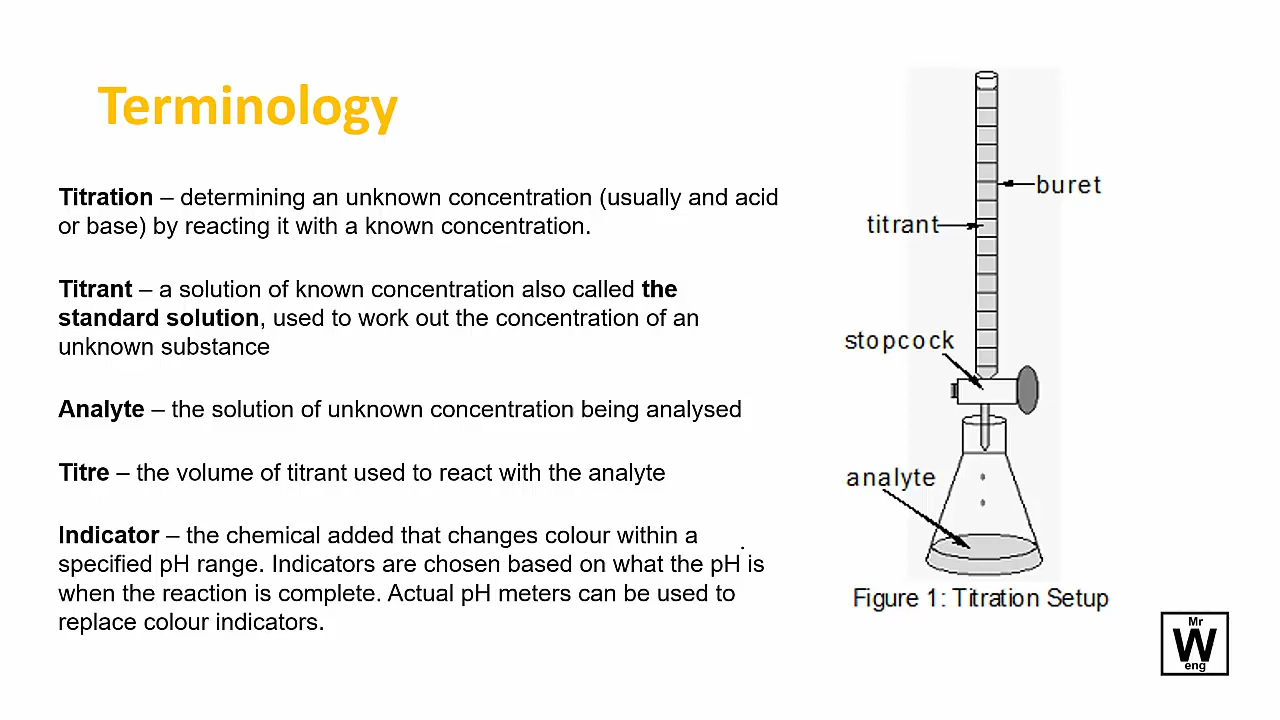 Terminology
Titration – determining an unknown concentration (usually and acid
or base) by reacting it with a known concentration.
Titrant – a solution of known concentration also called the
standard solution, used to work out the concentration of an
unknown substance
Analyte – the solution of unknown concentration being analysed
Titre – the volume of titrant used to react with the analyte
Indicator – the chemical added that changes colour within a
specified pH range. Indicators are chosen based on what the pH is
when the reaction is complete. Actual pH meters can be used to
replace colour indicators.
buret
titrant
stopcock
analyte
Figure 1: Titration Setup
Mr
W
eng